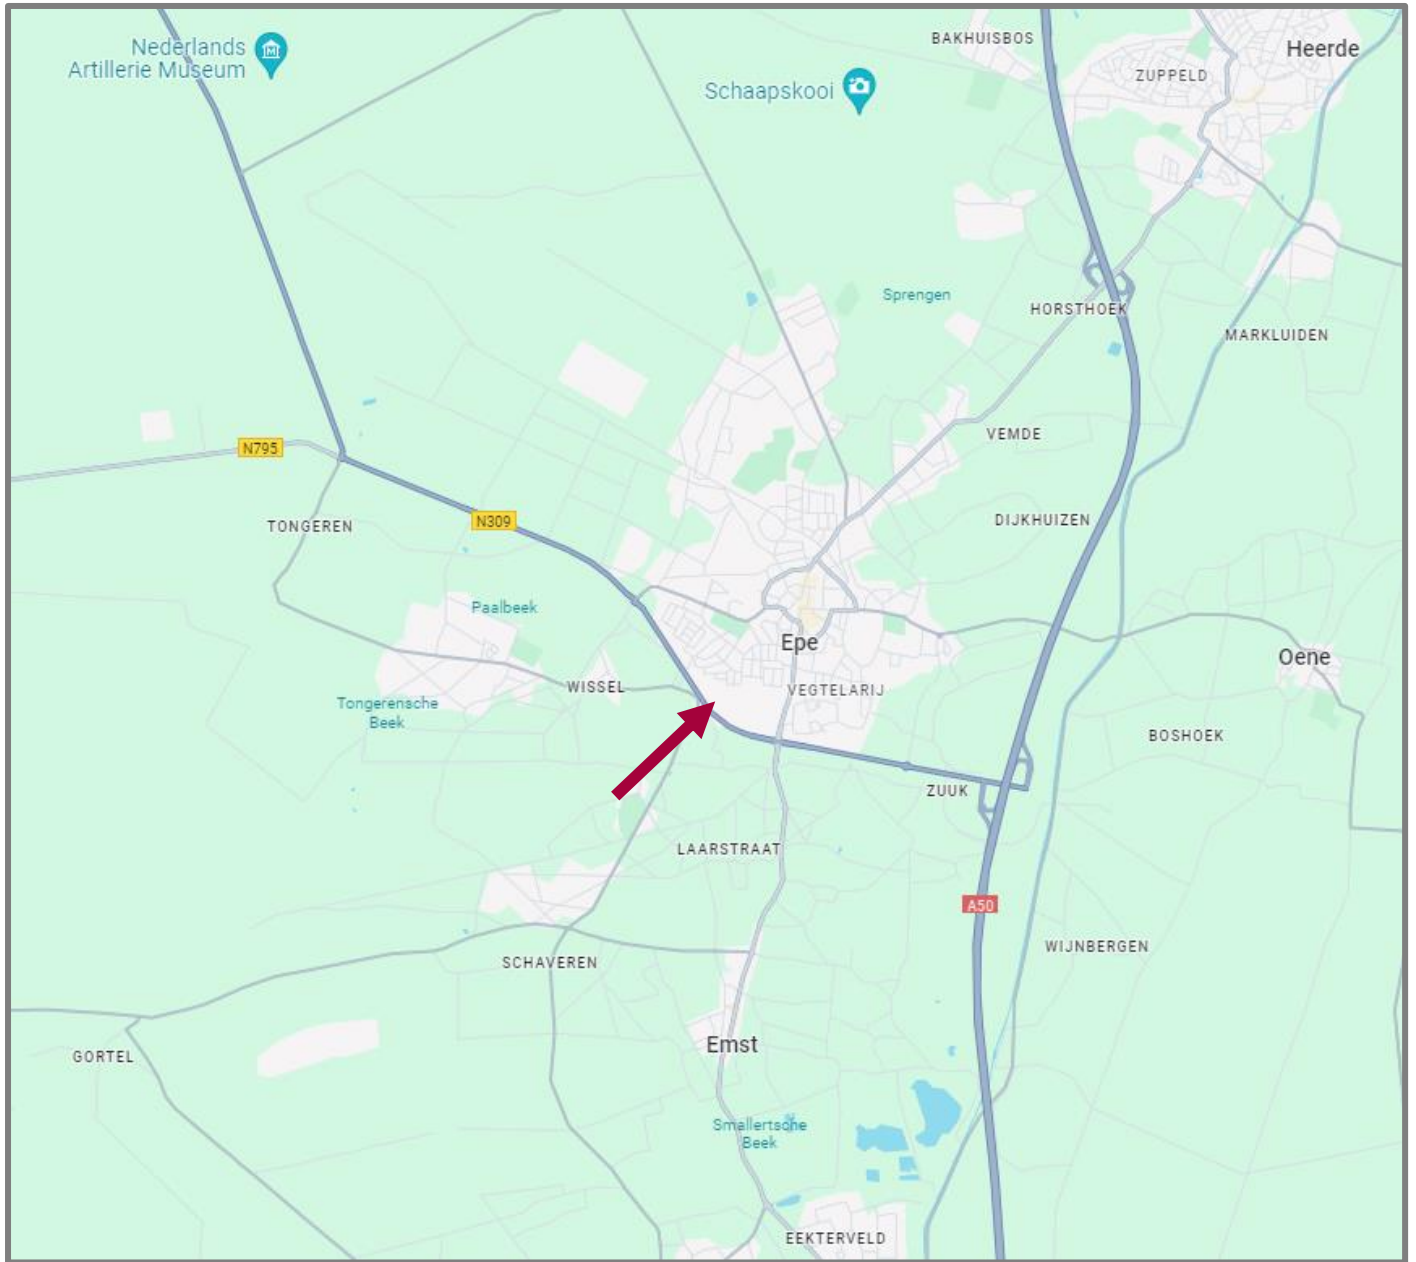 BAKHUISBOS
Nederlands
Artillerie Museum
Heerde
ZUPPELD
Schaapskooi
Sprengen
HORSTHOEK
MARKLUIDEN
VEMDE
N795
TONGEREN
N309
DIJKHUIZEN
Paalbeek
Epe
Oene
WISSEL
VEGTELARIJ
Tongerensche
Beek
BOSHOEK
ZUUK
LAARSTRAAT
A50
WIJNBERGEN
SCHAVEREN
Emst
GORTEL
Smallertsche
Beek
EEKTERVELD